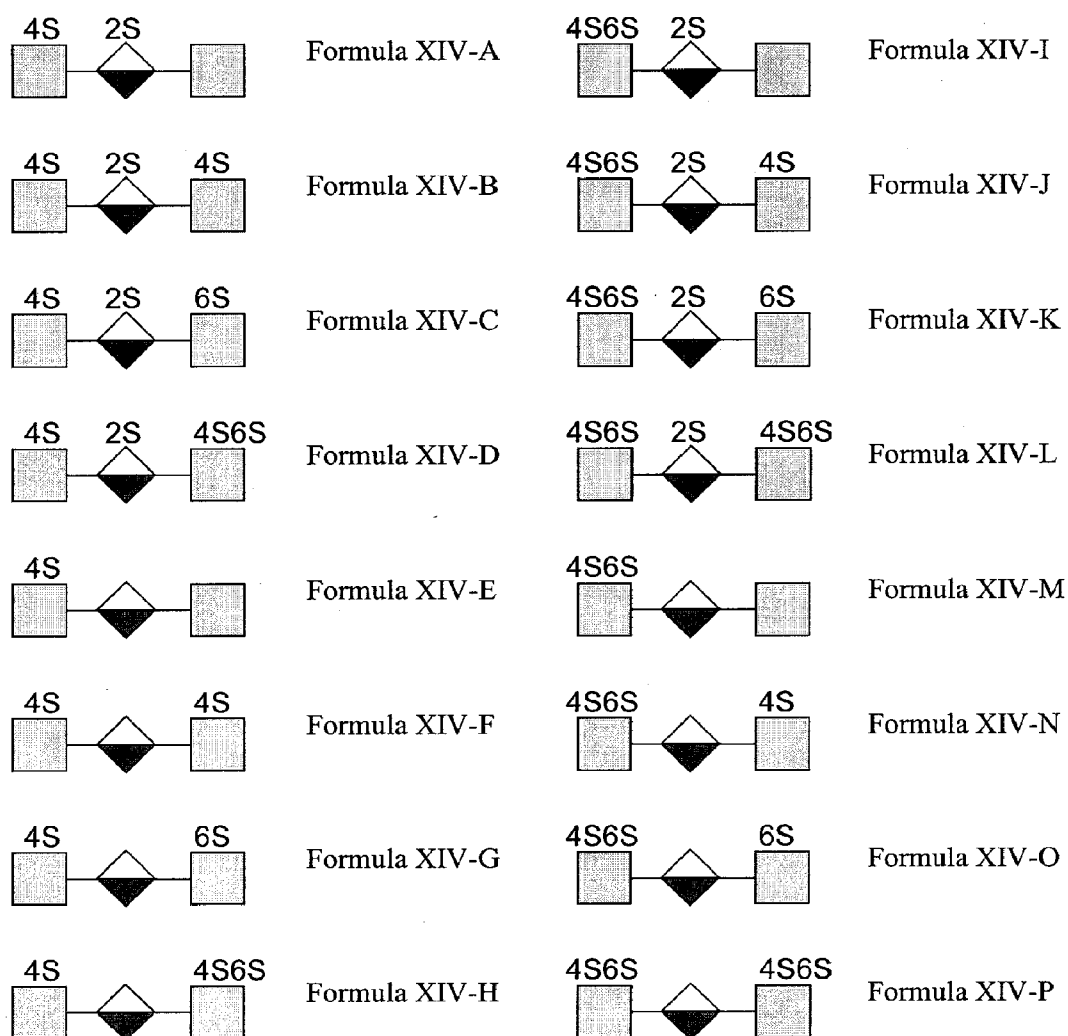 4S 2S Formula XIV-A
4S 2S 4S Formula XIV-B
4S 2S 6S Formula XIV-C
4S 2S 4S6S Formula XIV-D
4S Formula XIV-E
4S 4S Formula XIV-F
4S 6S Formula XIV-G
4S 4S6S Formula XIV-H
4S6S 2S Formula XIV-I
4S6S 2S 4S Formula XIV-J
4S6S 2S 6S Formula XIV-K
4S6S 2S 4S6S Formula XIV-L
4S6S Formula XIV-M
4S6S 4S Formula XIV-N
4S6S 6S Formula XIV-O
4S6S 4S6S Formula XIV-P